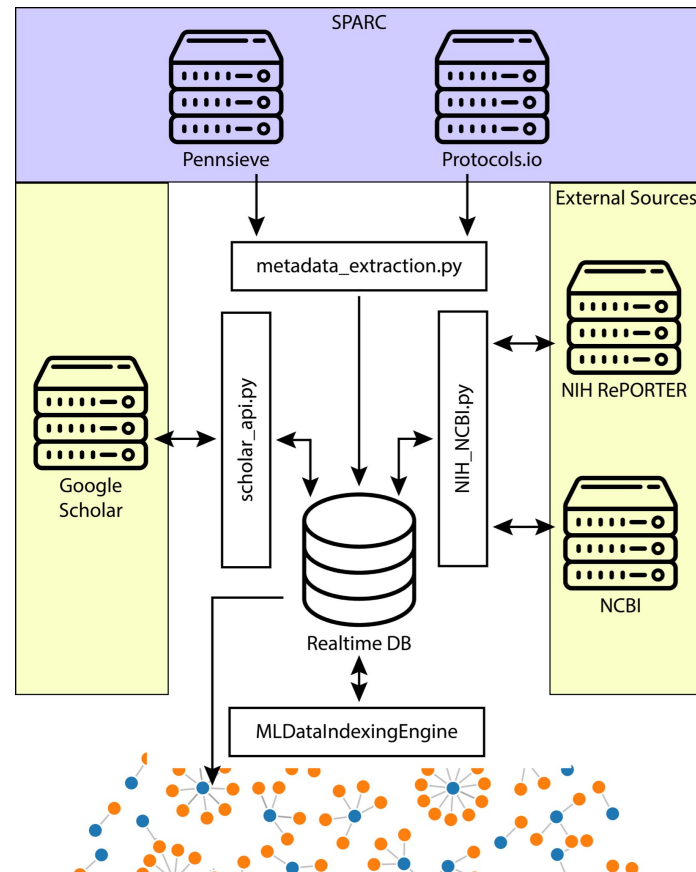 SPARC
Pennsieve
Protocols.io
External Sources
metadata_extraction.py
scholar_api.py
NIH_NCBI.py
NIH RePORTER
Google
Scholar
NCBI
Realtime DB
MLDataIndexingEngine